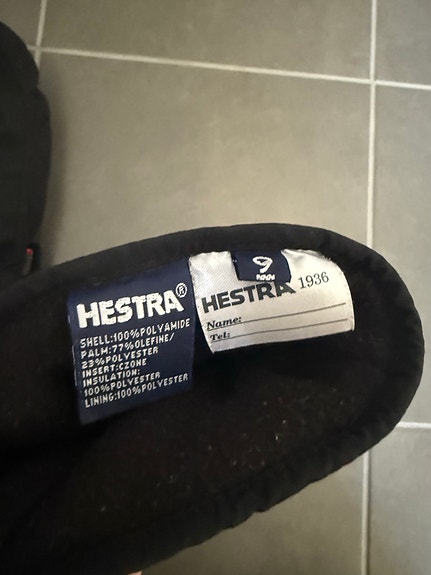 HESTRA®
SHELL:100%POLYAMIDE
PALM:77%OLEFINE/
23%POLYESTER
INSERT:CZONE
INSULATION:
100%POLYESTER
LINING:100%POLYESTER
9
HESTRA 1936
Name:
Tel: